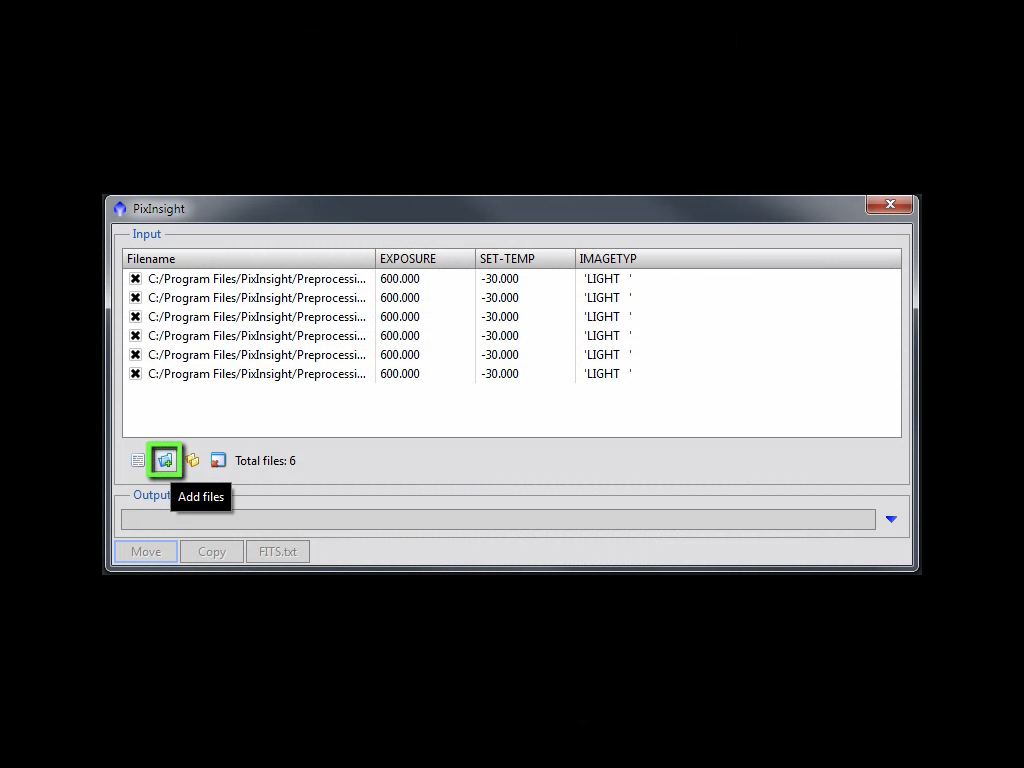 PixInsight
Input
Filename EXPOSURE SET-TEMP IMAGETYP
C:/Program Files/PixInsight/Preprocessi... 600.000 -30.000 'LIGHT   '
C:/Program Files/PixInsight/Preprocessi... 600.000 -30.000 'LIGHT   '
C:/Program Files/PixInsight/Preprocessi... 600.000 -30.000 'LIGHT   '
C:/Program Files/PixInsight/Preprocessi... 600.000 -30.000 'LIGHT   '
C:/Program Files/PixInsight/Preprocessi... 600.000 -30.000 'LIGHT   '
C:/Program Files/PixInsight/Preprocessi... 600.000 -30.000 'LIGHT   '
Total files: 6
Output
Add files
Move Copy FITS.txt